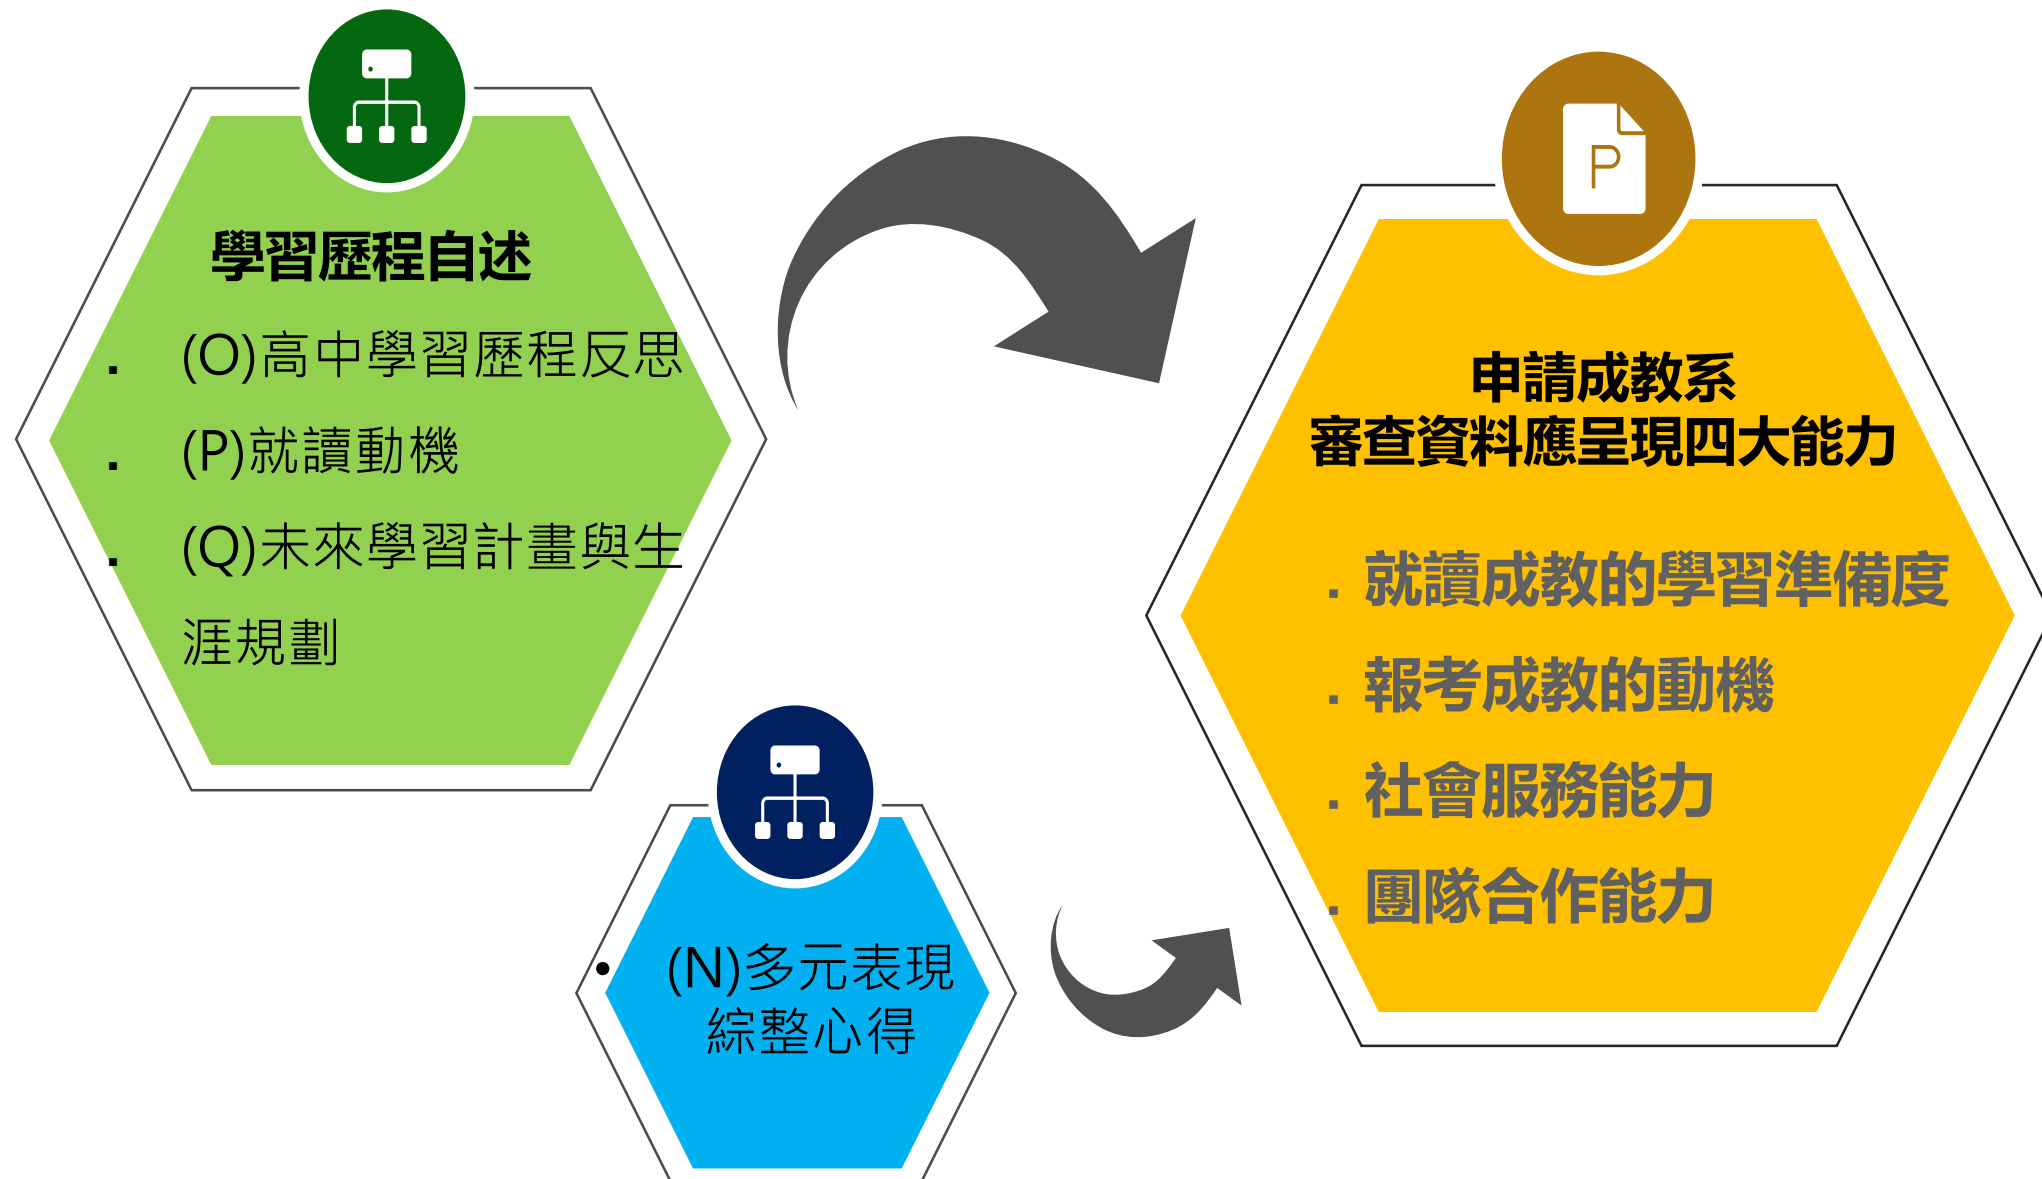 學習歷程自述
. (O)高中學習歷程反思
. (P)就讀動機
. (Q)未來學習計畫與生
涯規劃
• (N)多元表現
綜整心得
P
申請成教系
審查資料應呈現四大能力
. 就讀成教的學習準備度
. 報考成教的動機
. 社會服務能力
. 團隊合作能力